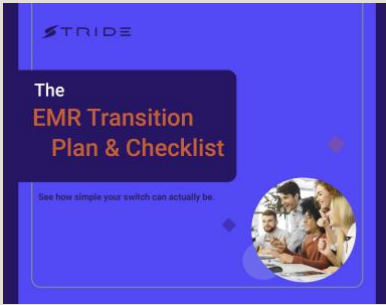 STRIDE
The
EMR Transition
Plan & Checklist
See how simple your switch can actually be.